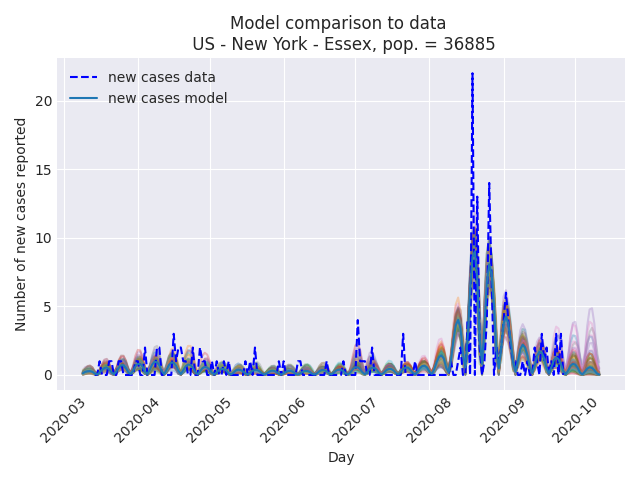 Model comparison to data
US - New York - Essex, pop. = 36885
new cases data
new cases model
Number of new cases reported
20
15
10
5
0
2020-03
2020-04
2020-05
2020-06
2020-07
2020-08
2020-09
2020-10
Day